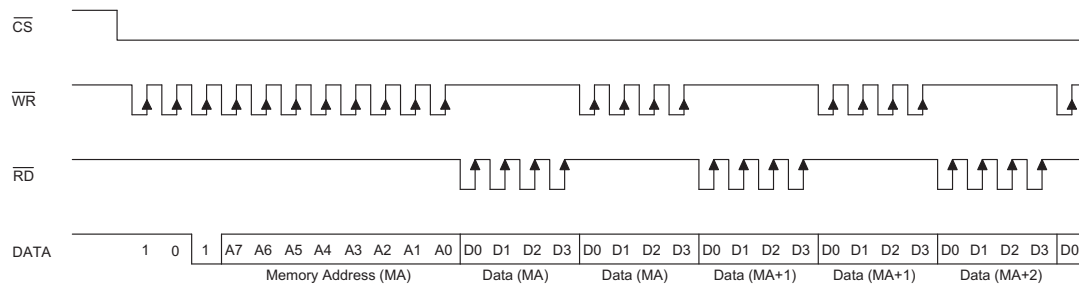 CS
WR
RD
DATA 1 0 1 A7 A6 A5 A4 A3 A2 A1 A0 D0 D1 D2 D3 D0 D1 D2 D3 D0 D1 D2 D3 D0 D1 D2 D3 D0 D1 D2 D3 D0
Memory Address (MA) Data (MA) Data (MA) Data (MA+1) Data (MA+1) Data (MA+2)